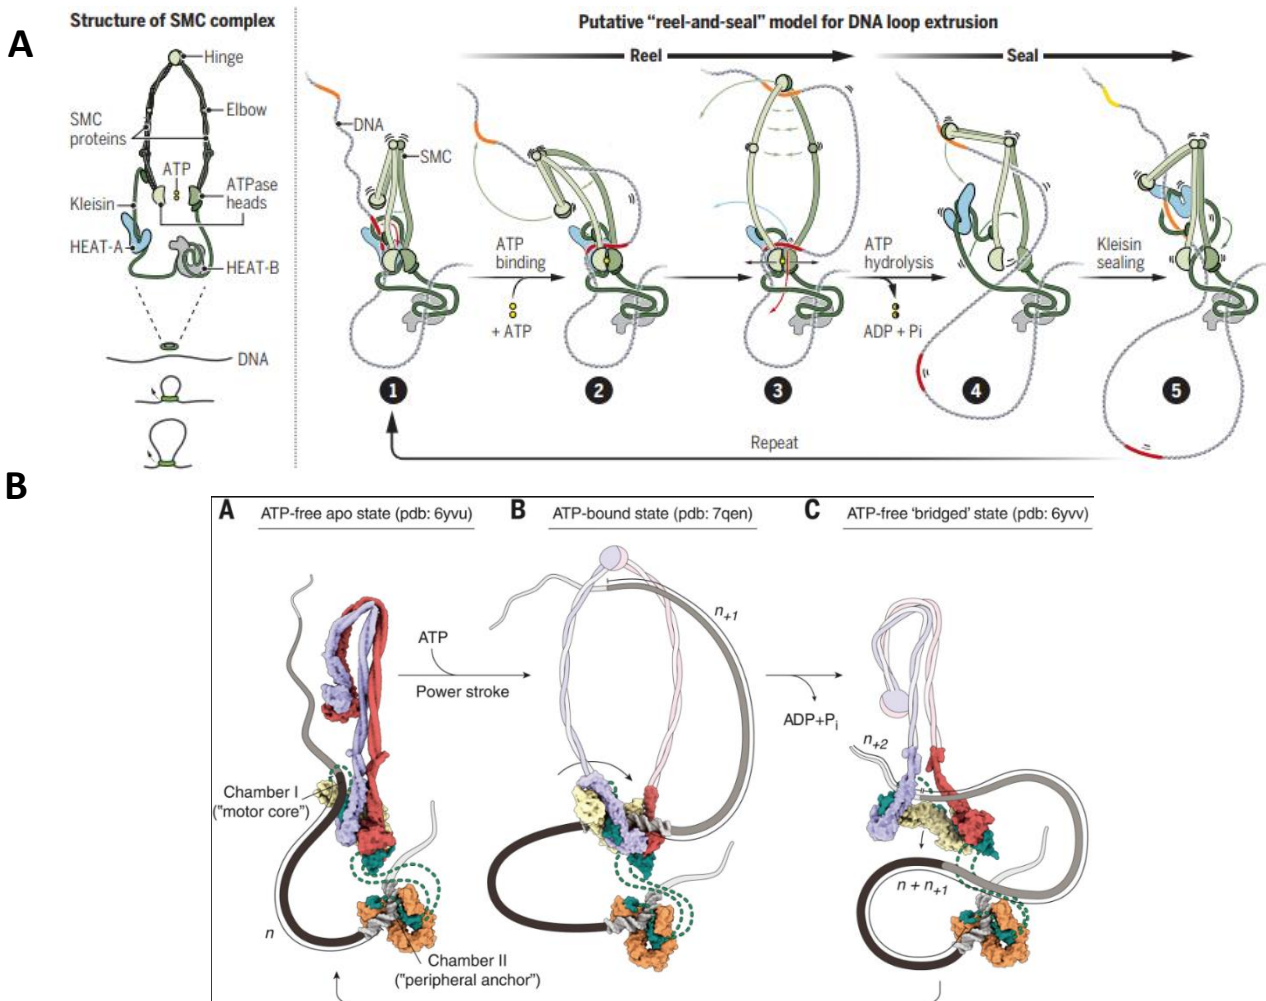 A
Structure of SMC complex
Hinge
Elbow
SMC
proteins
ATP
ATPase
heads
Kleisin
HEAT-A
HEAT-B
DNA
Putative “reel-and-seal” model for DNA loop extrusion
Reel
Seal
DNA
SMC
ATP
binding
+ ATP
ATP
hydrolysis
ADP + Pi
Kleisin
sealing
1
2
3
4
5
Repeat
B
A
ATP-free apo state (pdb: 6yvu)
B
ATP-bound state (pdb: 7qen)
C
ATP-free ‘bridged’ state (pdb: 6yvv)
ATP
Power stroke
n+1
ADP+Pi
n+2
Chamber I
("motor core")
n
Chamber II
("peripheral anchor")
n + n+1